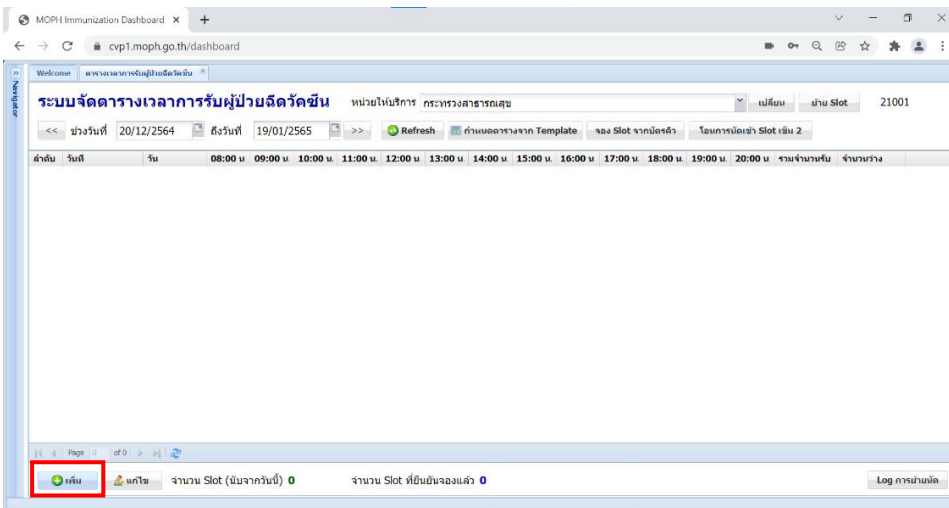 MOPH Immunization Dashboard
cvp1.moph.go.th/dashboard
Navigator
Welcome ตารางเวลาการรับผู้ป่วยฉีดวัคซีน
ระบบจัดตารางเวลาการรับผู้ป่วยฉีดวัคซีน หน่วยให้บริการ กระทรวงสาธารณสุข เปลี่ยน ย้าย Slot 21001
<< ช่วงวันที่ 20/12/2564 ถึงวันที่ 19/01/2565 >> Refresh กำหนดตารางจาก Template จอง Slot จากบัตรคิว โอนการนัดเข้า Slot เข็ม 2
ลำดับ วันที่ วัน 08:00 น 09:00 น. 10:00 น. 11:00 น. 12:00 น. 13:00 น 14:00 น. 15:00 น. 16:00 น 17:00 น. 18:00 น. 19:00 น. 20:00 น รวมจำนวนรับ จำนวนว่าง
Page 0 of 0
เพิ่ม แก้ไข จำนวน Slot (นับจากวันนี้) 0 จำนวน Slot ที่ยืนยันจองแล้ว 0 Log การย้ายนัด